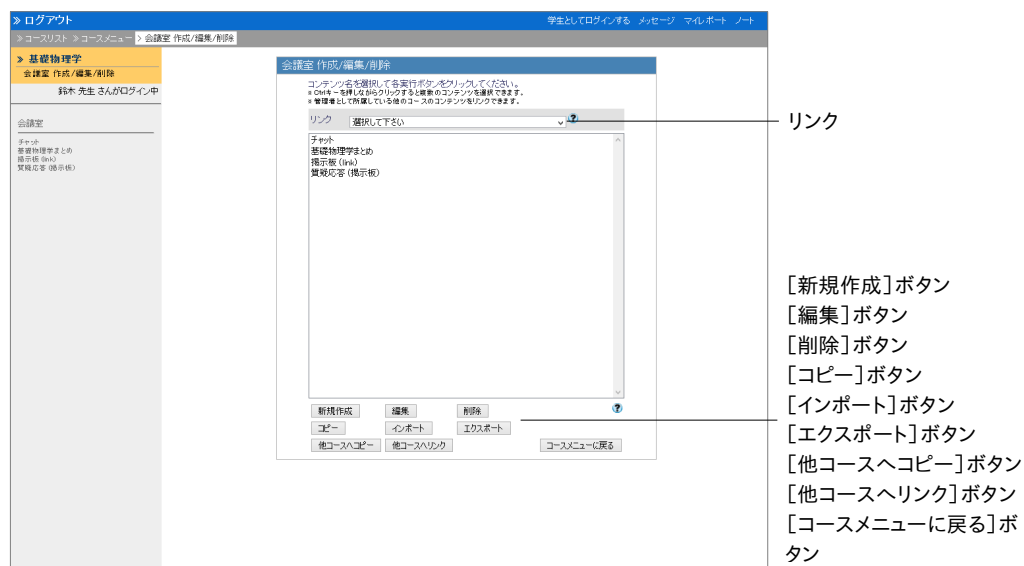 » ログアウト
学生としてログインする メッセージ マイレポート ノート
» コースリスト » コースメニュー > 会議室 作成/編集/削除
» 基礎物理学
会議室 作成/編集/削除
鈴木 先生 さんがログイン中
会議室
チャット
基礎物理学まとめ
掲示板 (link)
質疑応答 (掲示板)
会議室 作成/編集/削除
コンテンツ名を選択して各実行ボタンをクリックしてください。
※ Ctrlキーを押しながらクリックすると複数のコンテンツを選択できます。
※ 管理者として所属している他のコースのコンテンツをリンクできます。
リンク 選択して下さい
チャット
基礎物理学まとめ
掲示板 (link)
質疑応答 (掲示板)
新規作成 編集 削除
コピー インポート エクスポート
他コースへコピー 他コースへリンク コースメニューに戻る
リンク
[新規作成]ボタン
[編集]ボタン
[削除]ボタン
[コピー]ボタン
[インポート]ボタン
[エクスポート]ボタン
[他コースへコピー]ボタン
[他コースへリンク]ボタン
[コースメニューに戻る]ボ
タン